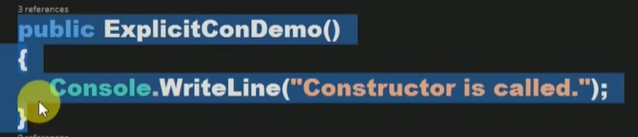 3 references
public ExplicitConDemo()
{
Console.WriteLine("Constructor is called.");
}